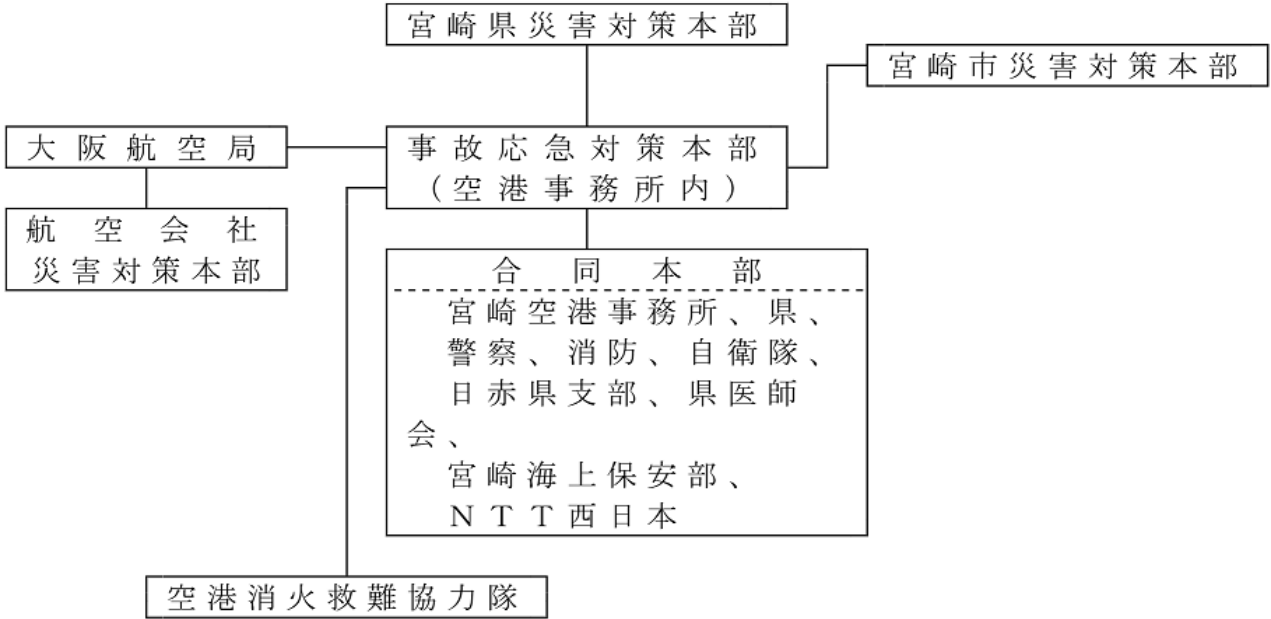 宮崎県災害対策本部
宮崎市災害対策本部
大阪航空局
事故応急対策本部
（空港事務所内）
航空会社
災害対策本部
合同本部
宮崎空港事務所、県、
警察、消防、自衛隊、
日赤県支部、県医師
会、
宮崎海上保安部、
ＮＴＴ西日本
空港消火救難協力隊